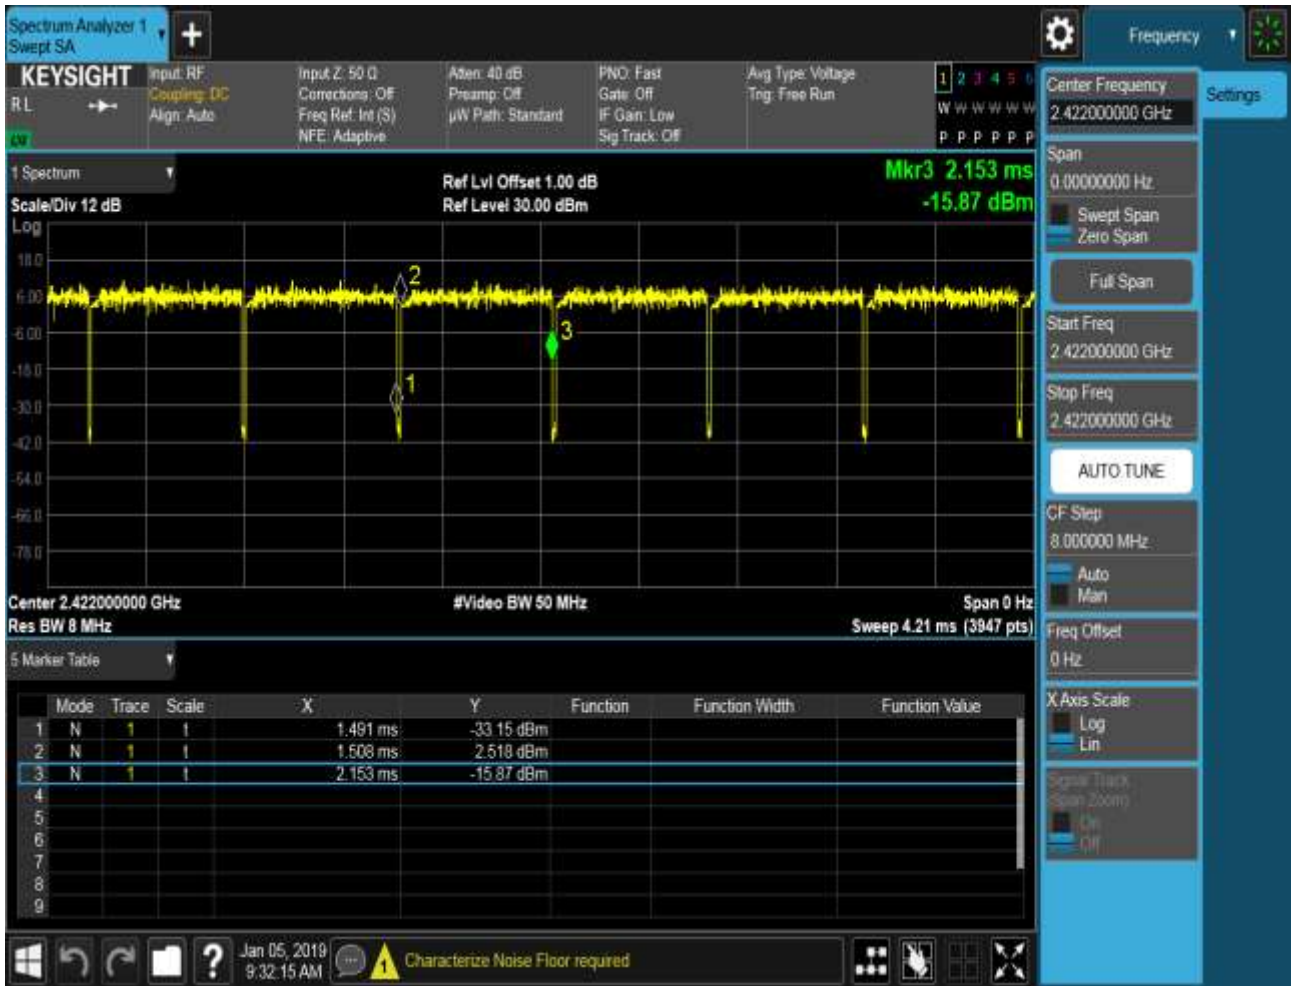 Spectrum Analyzer 1
Swept SA
Frequency
KEYSIGHT
R L
Input: RF
Coupling: DC
Align: Auto
Input Z: 50 Ω
Corrections: Off
Freq Ref: Int (S)
NFE: Adaptive
Atten: 40 dB
Preamp: Off
µW Path: Standard
PNO: Fast
Gate: Off
IF Gain: Low
Sig Track: Off
Avg Type: Voltage
Trig: Free Run
1 2 3 4 5 6
W W W W W W
P P P P P P
1 Spectrum
Scale/Div 12 dB
Ref Lvl Offset 1.00 dB
Ref Level 30.00 dBm
Mkr3 2.153 ms
-15.87 dBm
Log
18.0
6.00
-6.00
-18.0
-30.0
-42.0
-54.0
-66.0
-78.0
2
3
1
Center 2.422000000 GHz
Res BW 8 MHz
#Video BW 50 MHz
Span 0 Hz
Sweep 4.21 ms (3947 pts)
5 Marker Table
Mode Trace Scale X Y Function Function Width Function Value
1 N 1 t 1.491 ms -33.15 dBm
2 N 1 t 1.508 ms 2.518 dBm
3 N 1 t 2.153 ms -15.87 dBm
4
5
6
7
8
9
Jan 05, 2019
9:32:15 AM
1
Characterize Noise Floor required
Center Frequency
2.422000000 GHz
Span
0.00000000 Hz
Swept Span
Zero Span
Full Span
Start Freq
2.422000000 GHz
Stop Freq
2.422000000 GHz
AUTO TUNE
CF Step
8.000000 MHz
Auto
Man
Freq Offset
0 Hz
X Axis Scale
Log
Lin
Signal Track
(Span Zoom)
On
Off
Settings